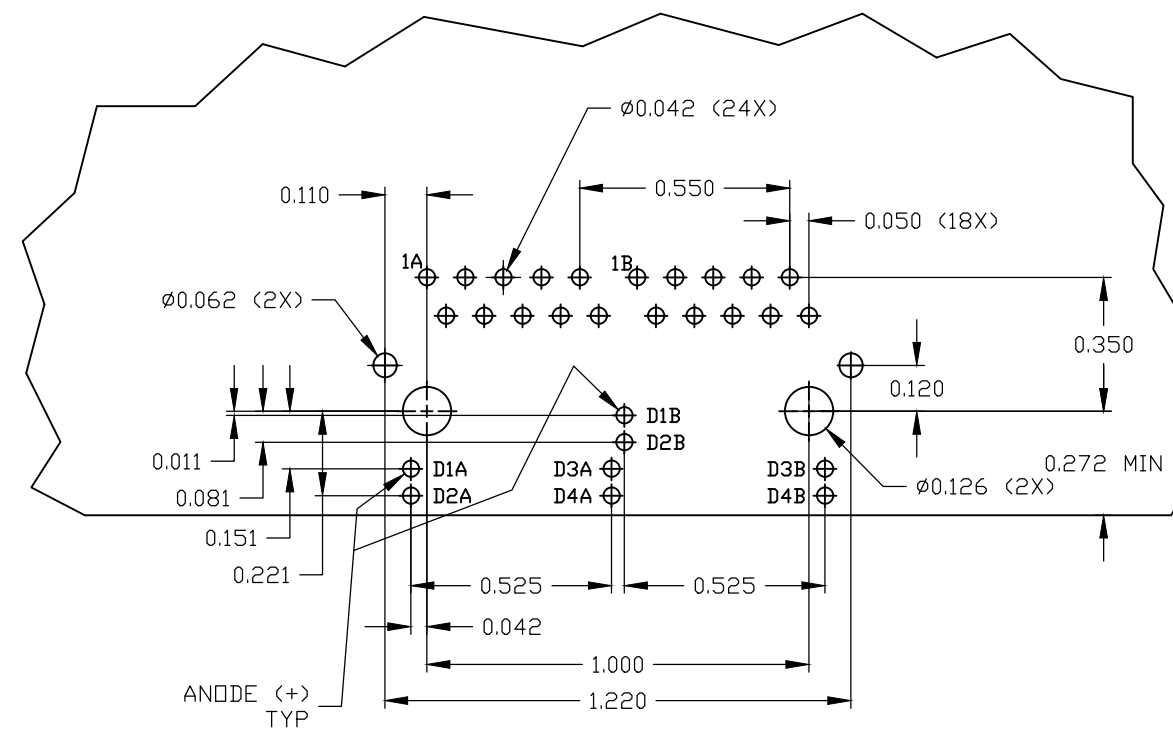 Ø0.042 (24X)
0.110
0.550
0.050 (18X)
1A
1B
Ø0.062 (2X)
0.350
0.120
D1B
D2B
0.011
0.272 MIN
D1A
D3A
D3B
0.081
D2A
D4A
D4B
Ø0.126 (2X)
0.151
0.221
0.525
0.525
0.042
1.000
ANODE (+)
1.220
TYP